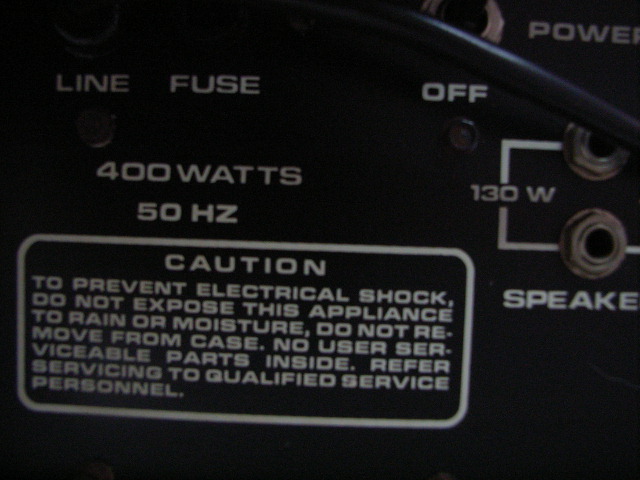 POWER
LINE FUSE
OFF
400 WATTS
130 W
50 HZ
SPEAKE
CAUTION
TO PREVENT ELECTRICAL SHOCK,
DO NOT EXPOSE THIS APPLIANCE
TO RAIN OR MOISTURE, DO NOT RE-
MOVE FROM CASE. NO USER SER-
VICEABLE PARTS INSIDE. REFER
SERVICING TO QUALIFIED SERVICE
PERSONNEL.